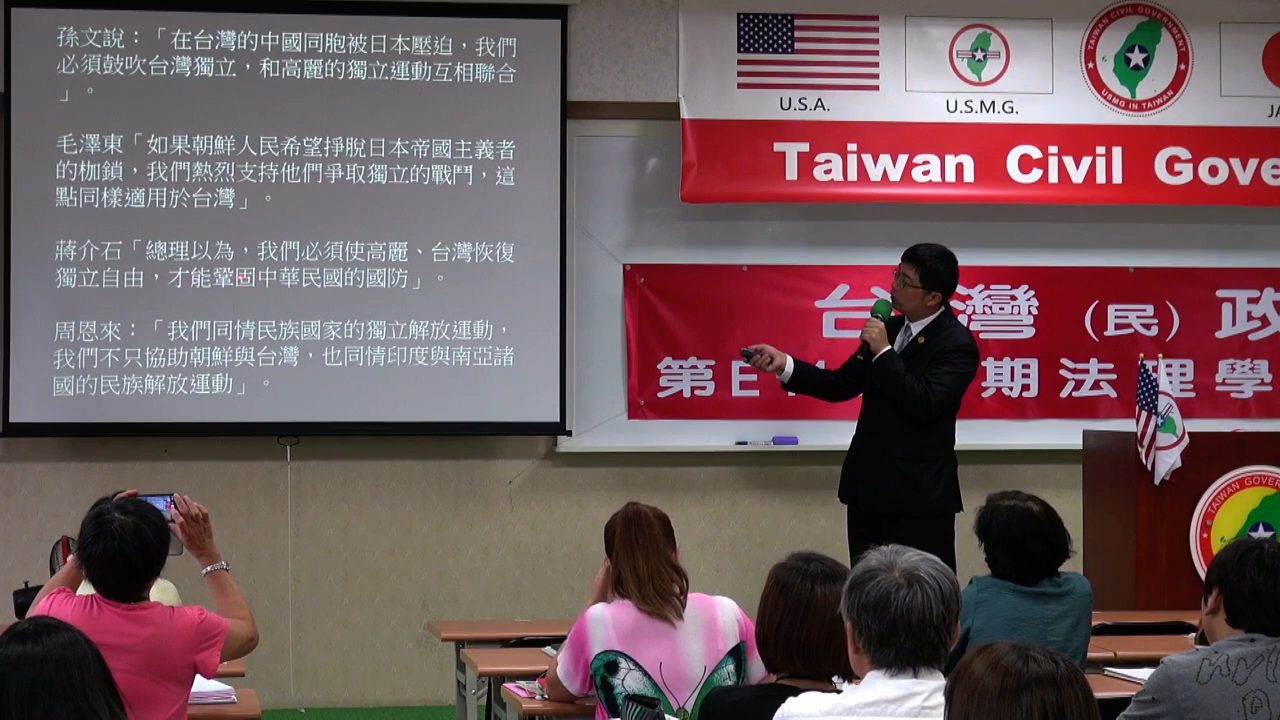 孫文說：「在台灣的中國同胞被日本壓迫，我們
必須鼓吹台灣獨立，和高麗的獨立運動互相聯合
」。
毛澤東「如果朝鮮人民希望掙脫日本帝國主義者
的枷鎖，我們熱烈支持他們爭取獨立的戰鬥，這
點同樣適用於台灣」。
蔣介石「總理以為，我們必須使高麗、台灣恢復
獨立自由，才能鞏固中華民國的國防」。
周恩來：「我們同情民族國家的獨立解放運動，
我們不只協助朝鮮與台灣，也同情印度與南亞諸
國的民族解放運動」。
U.S.A.
U.S.M.G.
TAIWAN CIVIL GOVERNMENT
USMG IN TAIWAN
JA
Taiwan Civil Gove
台灣（民）政
第E
期法理學
TAIWAN GOVER